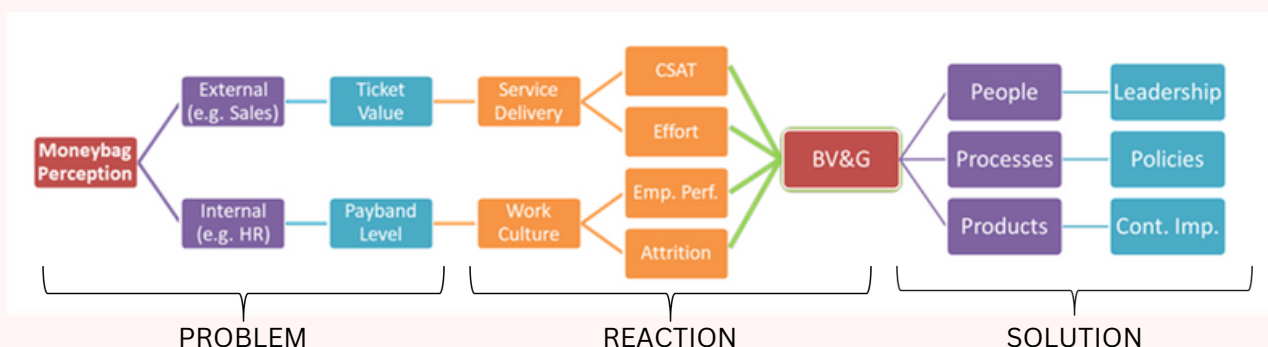 Moneybag
Perception
External
(e.g. Sales)
Internal
(e.g. HR)
Ticket
Value
Payband
Level
Service
Delivery
Work
Culture
CSAT
Effort
Emp. Perf.
Attrition
BV&G
People
Processes
Products
Leadership
Policies
Cont. Imp.
PROBLEM
REACTION
SOLUTION